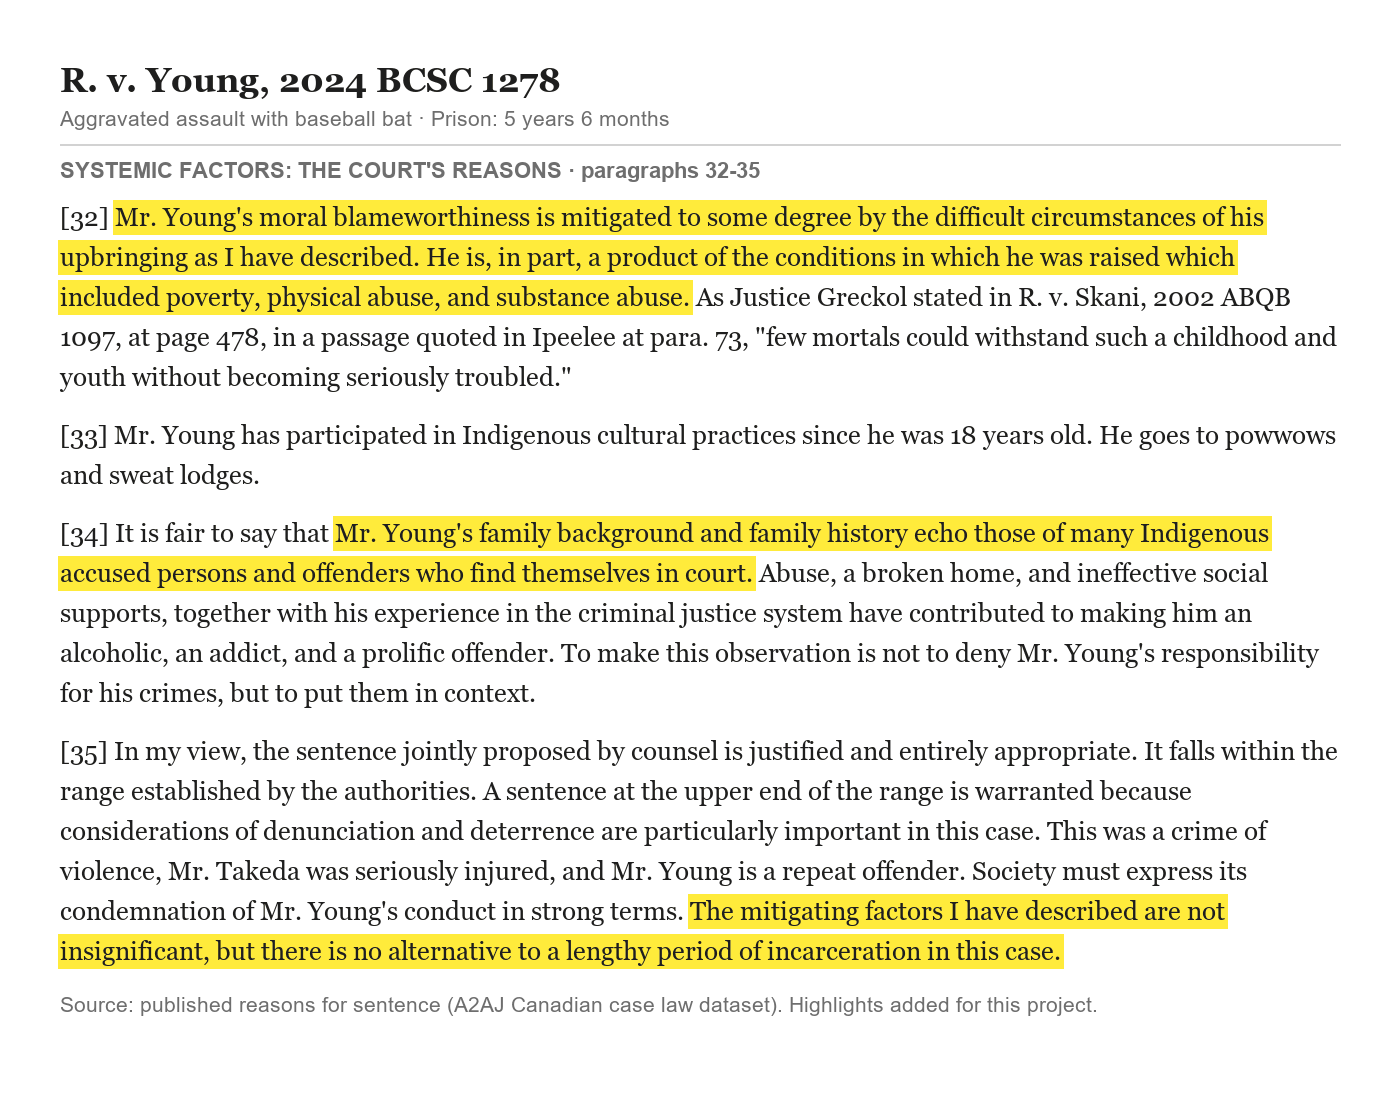 R. v. Young, 2024 BCSC 1278
Aggravated assault with baseball bat · Prison: 5 years 6 months
SYSTEMIC FACTORS: THE COURT'S REASONS · paragraphs 32-35
[32] Mr. Young's moral blameworthiness is mitigated to some degree by the difficult circumstances of his
upbringing as I have described. He is, in part, a product of the conditions in which he was raised which
included poverty, physical abuse, and substance abuse. As Justice Greckol stated in R. v. Skani, 2002 ABQB
1097, at page 478, in a passage quoted in Ipeelee at para. 73, "few mortals could withstand such a childhood and
youth without becoming seriously troubled."
[33] Mr. Young has participated in Indigenous cultural practices since he was 18 years old. He goes to powwows
and sweat lodges.
[34] It is fair to say that Mr. Young's family background and family history echo those of many Indigenous
accused persons and offenders who find themselves in court. Abuse, a broken home, and ineffective social
supports, together with his experience in the criminal justice system have contributed to making him an
alcoholic, an addict, and a prolific offender. To make this observation is not to deny Mr. Young's responsibility
for his crimes, but to put them in context.
[35] In my view, the sentence jointly proposed by counsel is justified and entirely appropriate. It falls within the
range established by the authorities. A sentence at the upper end of the range is warranted because
considerations of denunciation and deterrence are particularly important in this case. This was a crime of
violence, Mr. Takeda was seriously injured, and Mr. Young is a repeat offender. Society must express its
condemnation of Mr. Young's conduct in strong terms. The mitigating factors I have described are not
insignificant, but there is no alternative to a lengthy period of incarceration in this case.
Source: published reasons for sentence (A2AJ Canadian case law dataset). Highlights added for this project.